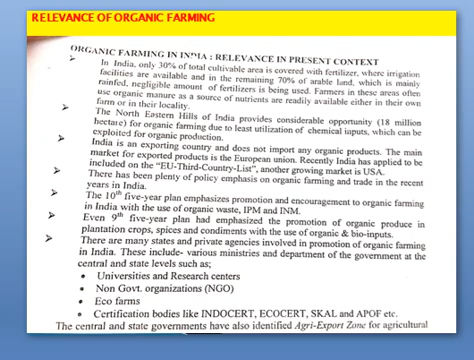 RELEVANCE OF ORGANIC FARMING
ORGANIC FARMING IN INDIA : RELEVANCE IN PRESENT CONTEXT
➢ In India, only 30% of total cultivable area is covered with fertilizer, where irrigation
facilities are available and in the remaining 70% of arable land, which is mainly
rainfed, negligible amount of fertilizers is being used. Farmers in these areas often
use organic manure as a source of nutrients are readily available either in their own
farm or in their locality.
➢ The North Eastern Hills of India provides considerable opportunity (18 million
hectare) for organic farming due to least utilization of chemical inputs, which can be
exploited for organic production.
➢ India is an exporting country and does not import any organic products. The main
market for exported products is the European union. Recently India has applied to be
included on the "EU-Third-Country-List", another growing market is USA.
➢ There has been plenty of policy emphasis on organic farming and trade in the recent
years in India.
➢ The 10th five-year plan emphasizes promotion and encouragement to organic farming
in India with the use of organic waste, IPM and INM.
➢ Even 9th five-year plan had emphasized the promotion of organic produce in
plantation crops, spices and condiments with the use of organic & bio-inputs.
➢ There are many states and private agencies involved in promotion of organic farming
in India. These include- various ministries and department of the government at the
central and state levels such as;
• Universities and Research centers
• Non Govt. organizations (NGO)
• Eco farms
• Certification bodies like INDOCERT, ECOCERT, SKAL and APOF etc.
The central and state governments have also identified Agri-Export Zone for agricultural